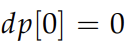 dp[0] = 0